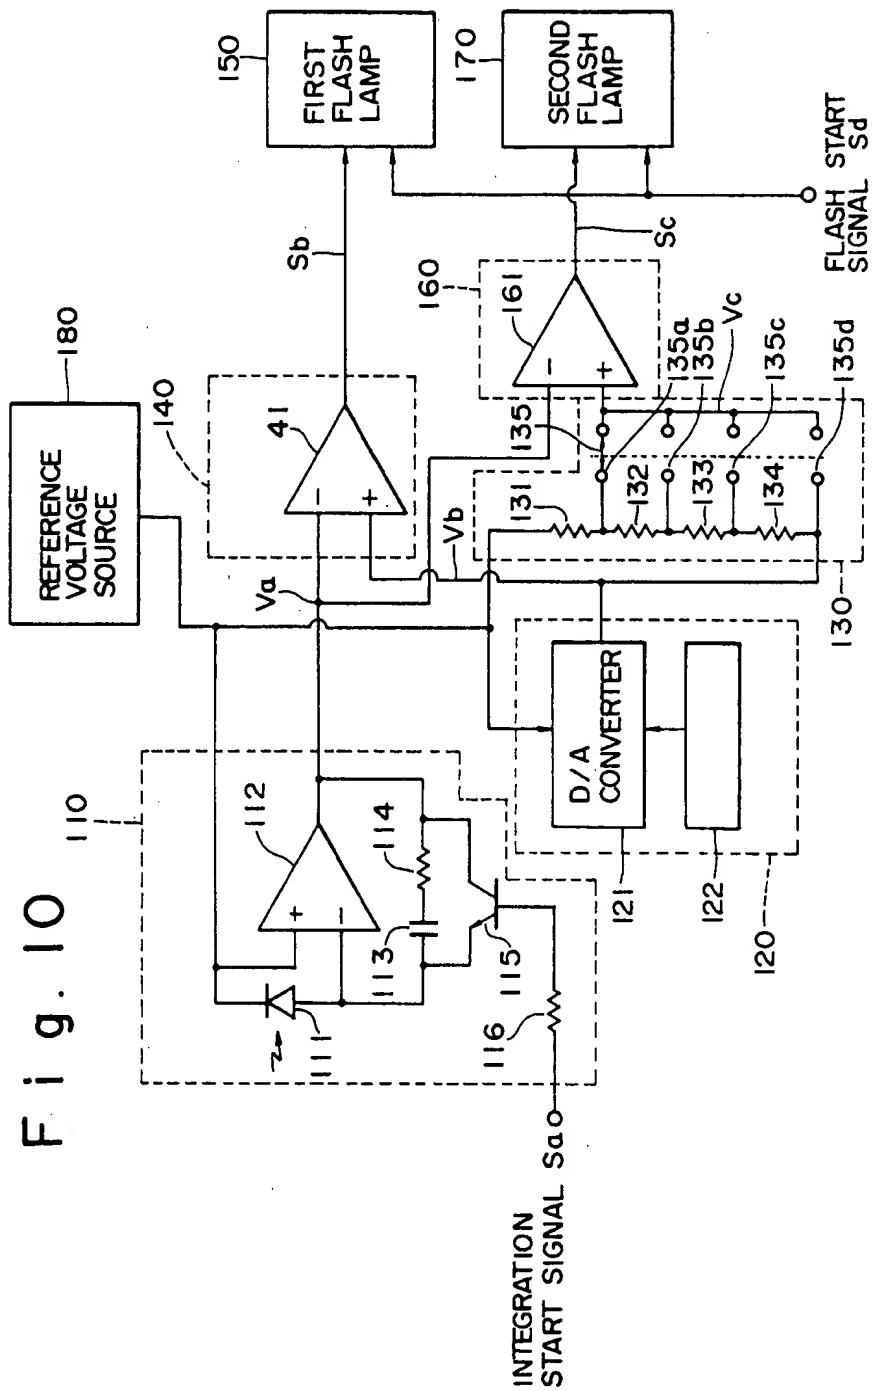 Fig. 10
REFERENCE
VOLTAGE
SOURCE
180
110
112
+
−
111
113
114
115
116
INTEGRATION
START SIGNAL Sa
Va
140
41
−
+
Sb
150
FIRST
FLASH
LAMP
Vb
120
121
D/A
CONVERTER
122
130
131
132
133
134
135
135a
135b
135c
135d
Vc
160
161
−
+
Sc
170
SECOND
FLASH
LAMP
FLASH START
SIGNAL Sd